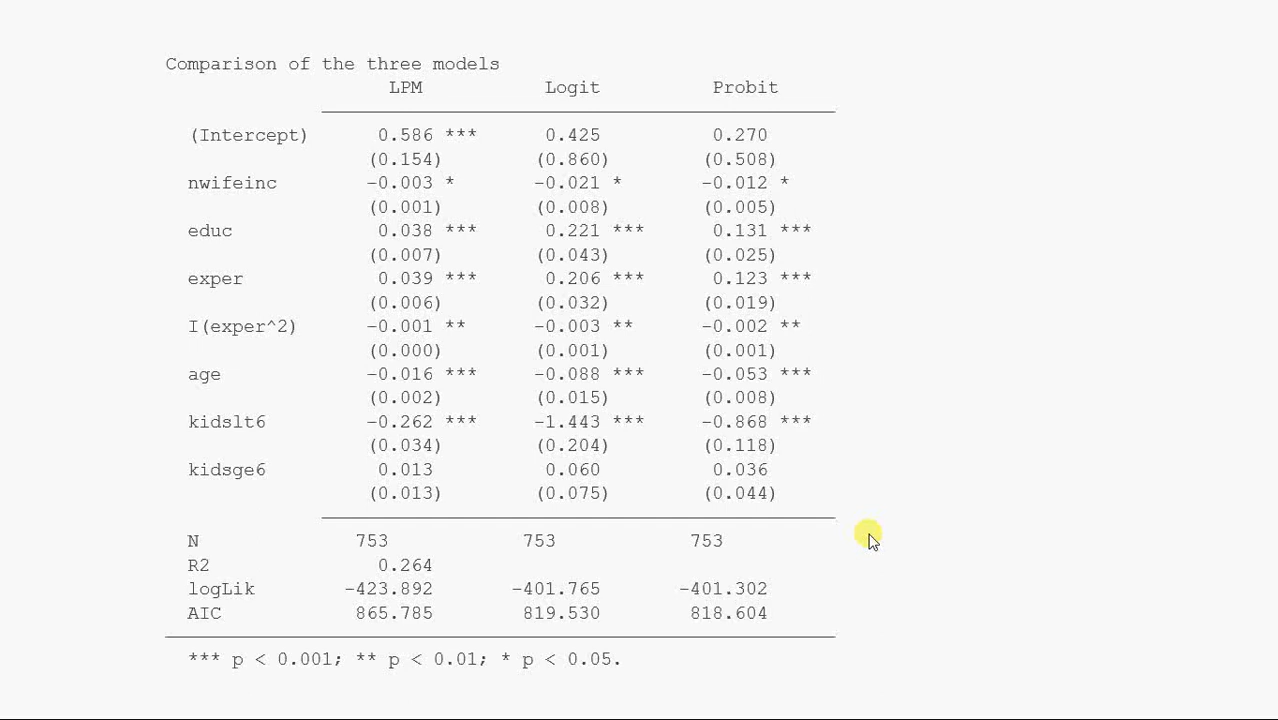 Comparison of the three models
LPM Logit Probit
(Intercept) 0.586 *** 0.425 0.270
(0.154) (0.860) (0.508)
nwifeinc -0.003 * -0.021 * -0.012 *
(0.001) (0.008) (0.005)
educ 0.038 *** 0.221 *** 0.131 ***
(0.007) (0.043) (0.025)
exper 0.039 *** 0.206 *** 0.123 ***
(0.006) (0.032) (0.019)
I(exper^2) -0.001 ** -0.003 ** -0.002 **
(0.000) (0.001) (0.001)
age -0.016 *** -0.088 *** -0.053 ***
(0.002) (0.015) (0.008)
kidslt6 -0.262 *** -1.443 *** -0.868 ***
(0.034) (0.204) (0.118)
kidsge6 0.013 0.060 0.036
(0.013) (0.075) (0.044)
N 753 753 753
R2 0.264
logLik -423.892 -401.765 -401.302
AIC 865.785 819.530 818.604
*** p < 0.001; ** p < 0.01; * p < 0.05.